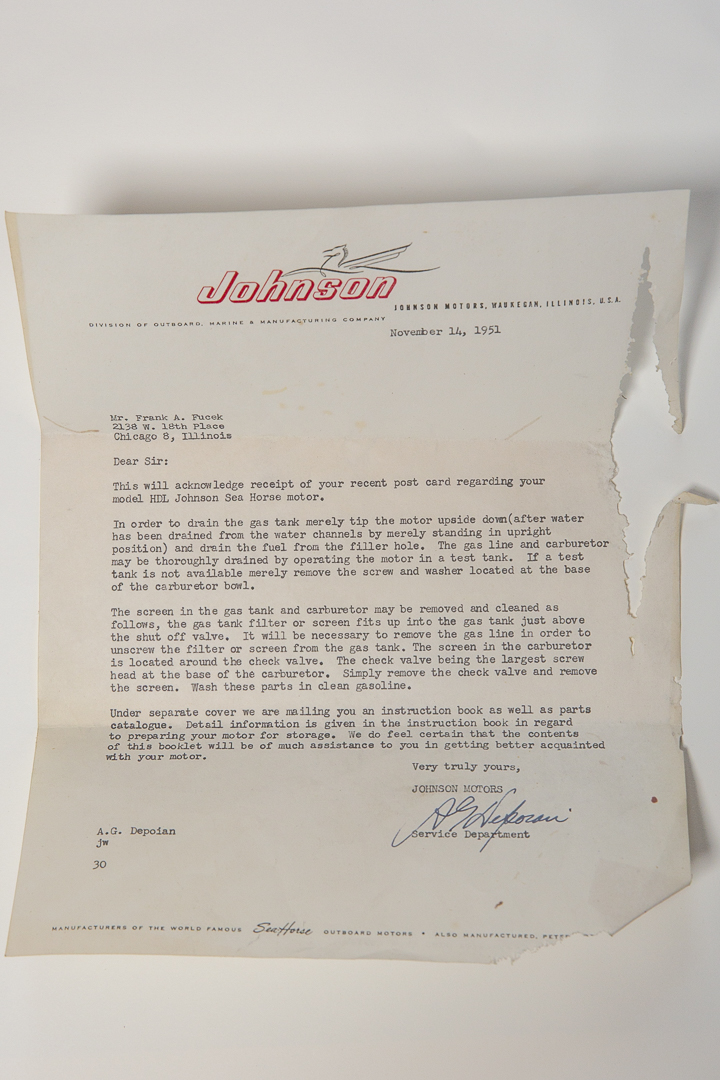 Johnson
JOHNSON MOTORS, WAUKEGAN, ILLINOIS, U.S.A.
DIVISION OF OUTBOARD, MARINE & MANUFACTURING COMPANY
November 14, 1951
Mr. Frank A. Fucek
2138 W. 18th Place
Chicago 8, Illinois
Dear Sir:
This will acknowledge receipt of your recent post card regarding your
model HDL Johnson Sea Horse motor.
In order to drain the gas tank merely tip the motor upside down(after water
has been drained from the water channels by merely standing in upright
position) and drain the fuel from the filler hole.  The gas line and carburetor
may be thoroughly drained by operating the motor in a test tank.  If a test
tank is not available merely remove the screw and washer located at the base
of the carburetor bowl.
The screen in the gas tank and carburetor may be removed and cleaned as
follows, the gas tank filter or screen fits up into the gas tank just above
the shut off valve.  It will be necessary to remove the gas line in order to
unscrew the filter or screen from the gas tank. The screen in the carburetor
is located around the check valve.  The check valve being the largest screw
head at the base of the carburetor.  Simply remove the check valve and remove
the screen.  Wash these parts in clean gasoline.
Under separate cover we are mailing you an instruction book as well as parts
catalogue.  Detail information is given in the instruction book in regard
to preparing your motor for storage.  We do feel certain that the contents
of this booklet will be of much assistance to you in getting better acquainted
with your motor.
Very truly yours,
JOHNSON MOTORS
A G Depoian
Service Department
A.G. Depoian
jw
30
MANUFACTURERS OF THE WORLD FAMOUS SeaHorse OUTBOARD MOTORS • ALSO MANUFACTURED,